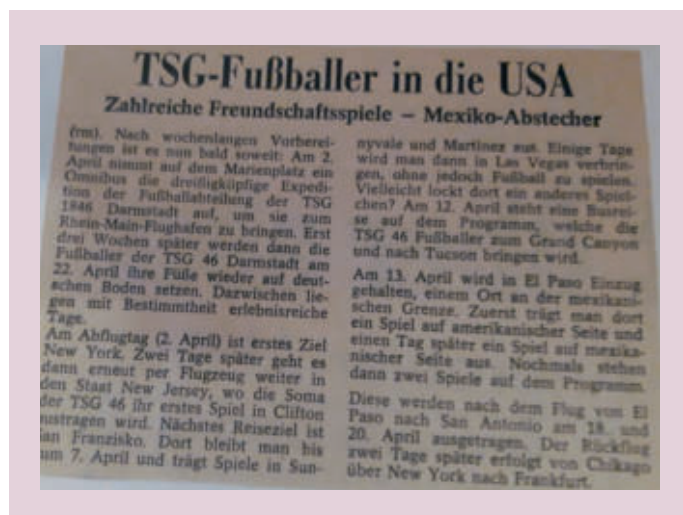 TSG-Fußballer in die USA
Zahlreiche Freundschaftsspiele – Mexiko-Abstecher
(rm). Nach wochenlangen Vorberei-
tungen ist es nun bald soweit: Am 2.
April nimmt auf dem Marienplatz ein
Omnibus die dreißigköpfige Expedi-
tion der Fußballabteilung der TSG
1846 Darmstadt auf, um sie zum
Rhein-Main-Flughafen zu bringen. Erst
drei Wochen später werden dann die
Fußballer der TSG 46 Darmstadt am
22. April ihre Füße wieder auf deut-
schen Boden setzen. Dazwischen lie-
gen mit Bestimmtheit erlebnisreiche
Tage.
Am Abflugtag (2. April) ist erstes Ziel
New York. Zwei Tage später geht es
dann erneut per Flugzeug weiter in
den Staat New Jersey, wo die Soma
der TSG 46 ihr erstes Spiel in Clifton
austragen wird. Nächstes Reiseziel ist
San Franzisko. Dort bleibt man bis
zum 7. April und trägt Spiele in Sun-
nyvale und Martinez aus. Einige Tage
wird man dann in Las Vegas verbrin-
gen, ohne jedoch Fußball zu spielen.
Vielleicht lockt dort ein anderes Spiel-
chen? Am 12. April steht eine Busrei-
se auf dem Programm, welche die
TSG 46 Fußballer zum Grand Canyon
und nach Tucson bringen wird.
Am 13. April wird in El Paso Einzug
gehalten, einem Ort an der mexikani-
schen Grenze. Zuerst trägt man dort
ein Spiel auf amerikanischer Seite und
einen Tag später ein Spiel auf mexika-
nischer Seite aus. Nochmals stehen
dann zwei Spiele auf dem Programm.
Diese werden nach dem Flug von El
Paso nach San Antonio am 18. und
20. April ausgetragen. Der Rückflug
zwei Tage später erfolgt von Chikago
über New York nach Frankfurt.